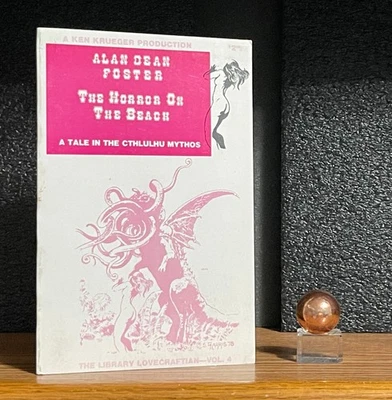 A KEN KRUEGER PRODUCTION
ALAN DEAN
FOSTER
THE HORROR ON
THE BEACH
A TALE IN THE CTHLULHU MYTHOS
THE LIBRARY LOVECRAFTIAN—VOL. 4